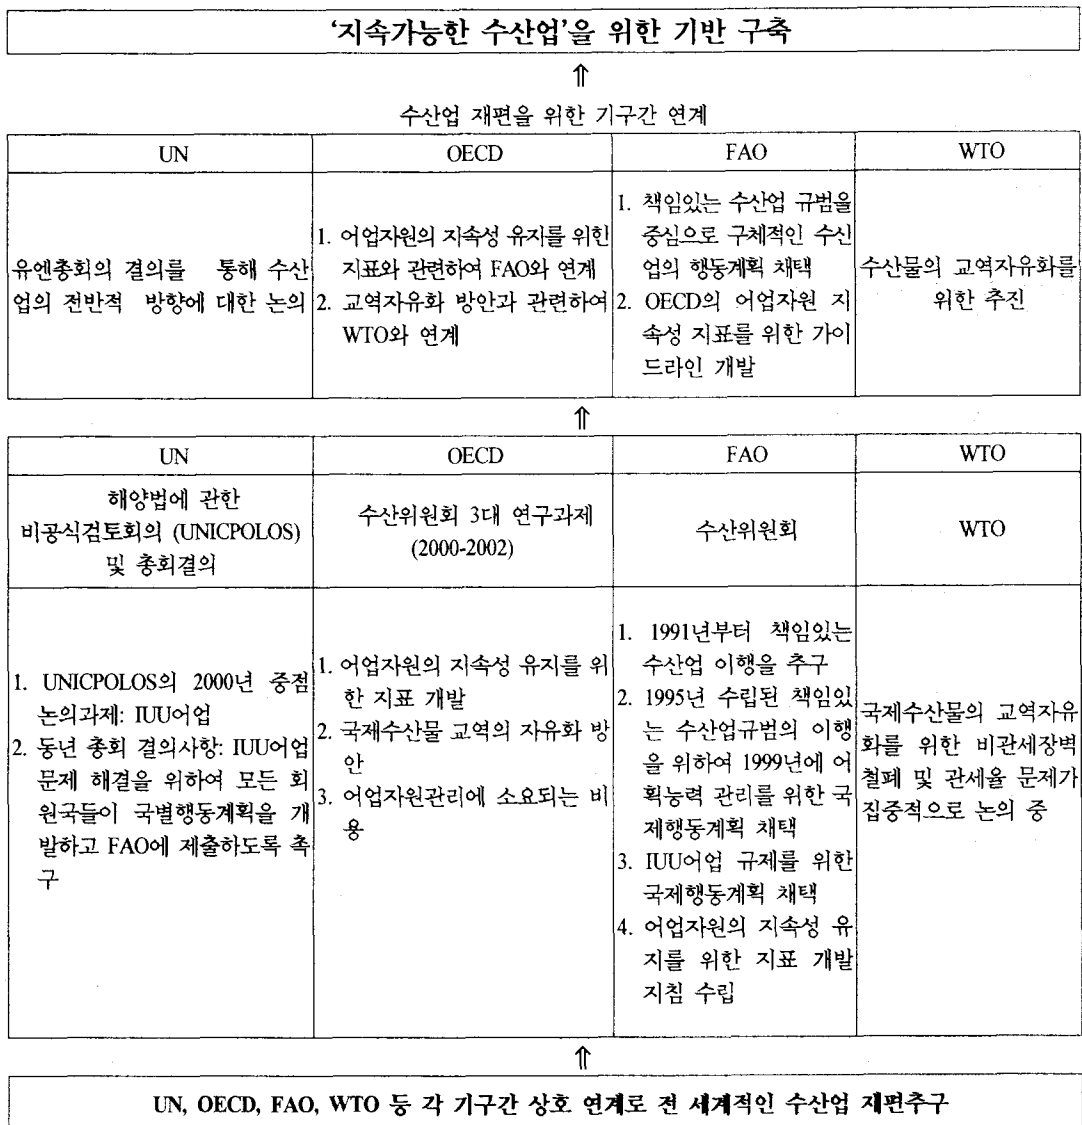 '지속가능한 수산업'을 위한 기반 구축
⇑
수산업 재편을 위한 기구간 연계
UN
OECD
FAO
WTO
유엔총회의 결의를 통해 수산
업의 전반적 방향에 대한 논의
1. 어업자원의 지속성 유지를 위한
지표와 관련하여 FAO와 연계
2. 교역자유화 방안과 관련하여
WTO와 연계
1. 책임있는 수산업 규범을
중심으로 구체적인 수산
업의 행동계획 채택
2. OECD의 어업자원 지
속성 지표를 위한 가이
드라인 개발
수산물의 교역자유화를
위한 추진
⇑
UN
OECD
FAO
WTO
해양법에 관한
비공식검토회의 (UNICPOLOS)
및 총회결의
수산위원회 3대 연구과제
(2000-2002)
수산위원회
WTO
1. UNICPOLOS의 2000년 중점
논의과제: IUU어업
2. 동년 총회 결의사항: IUU어업
문제 해결을 위하여 모든 회
원국들이 국별행동계획을 개
발하고 FAO에 제출하도록 촉
구
1. 어업자원의 지속성 유지를 위
한 지표 개발
2. 국제수산물 교역의 자유화 방
안
3. 어업자원관리에 소요되는 비
용
1. 1991년부터 책임있는
수산업 이행을 추구
2. 1995년 수립된 책임있
는 수산업규범의 이행
을 위하여 1999년에 어
획능력 관리를 위한 국
제행동계획 채택
3. IUU어업 규제를 위한
국제행동계획 채택
4. 어업자원의 지속성 유
지를 위한 지표 개발
지침 수립
국제수산물의 교역자유
화를 위한 비관세장벽
철폐 및 관세율 문제가
집중적으로 논의 중
⇑
UN, OECD, FAO, WTO 등 각 기구간 상호 연계로 전 세계적인 수산업 재편추구